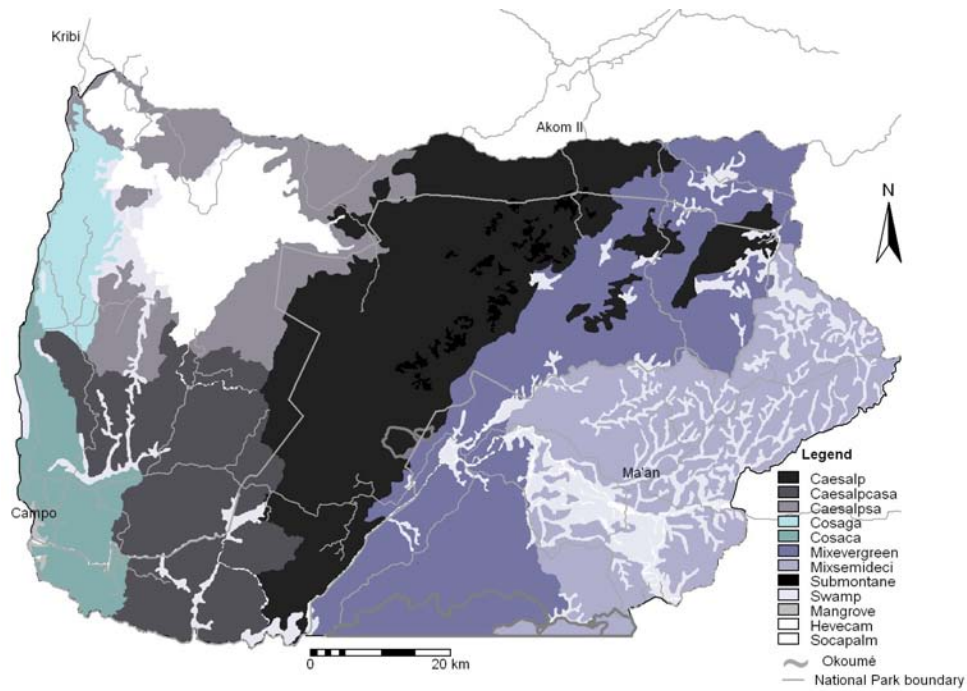 Kribi
Akom II
N
Ma'an
Campo
Legend
Caesalp
Caesalpcasa
Caesalpsa
Cosaga
Cosaca
Mixevergreen
Mixsemideci
Submontane
Swamp
Mangrove
Hevecam
Socapalm
Okoumé
National Park boundary
0 20 km